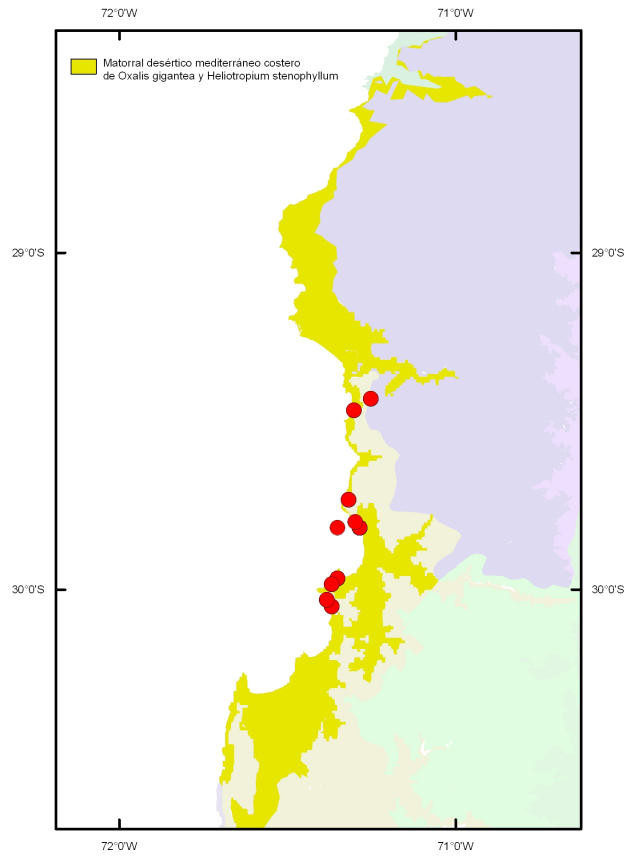 72°0'W
71°0'W
Matorral desértico mediterráneo costero
de Oxalis gigantea y Heliotropium stenophyllum
29°0'S
29°0'S
30°0'S
30°0'S
72°0'W
71°0'W